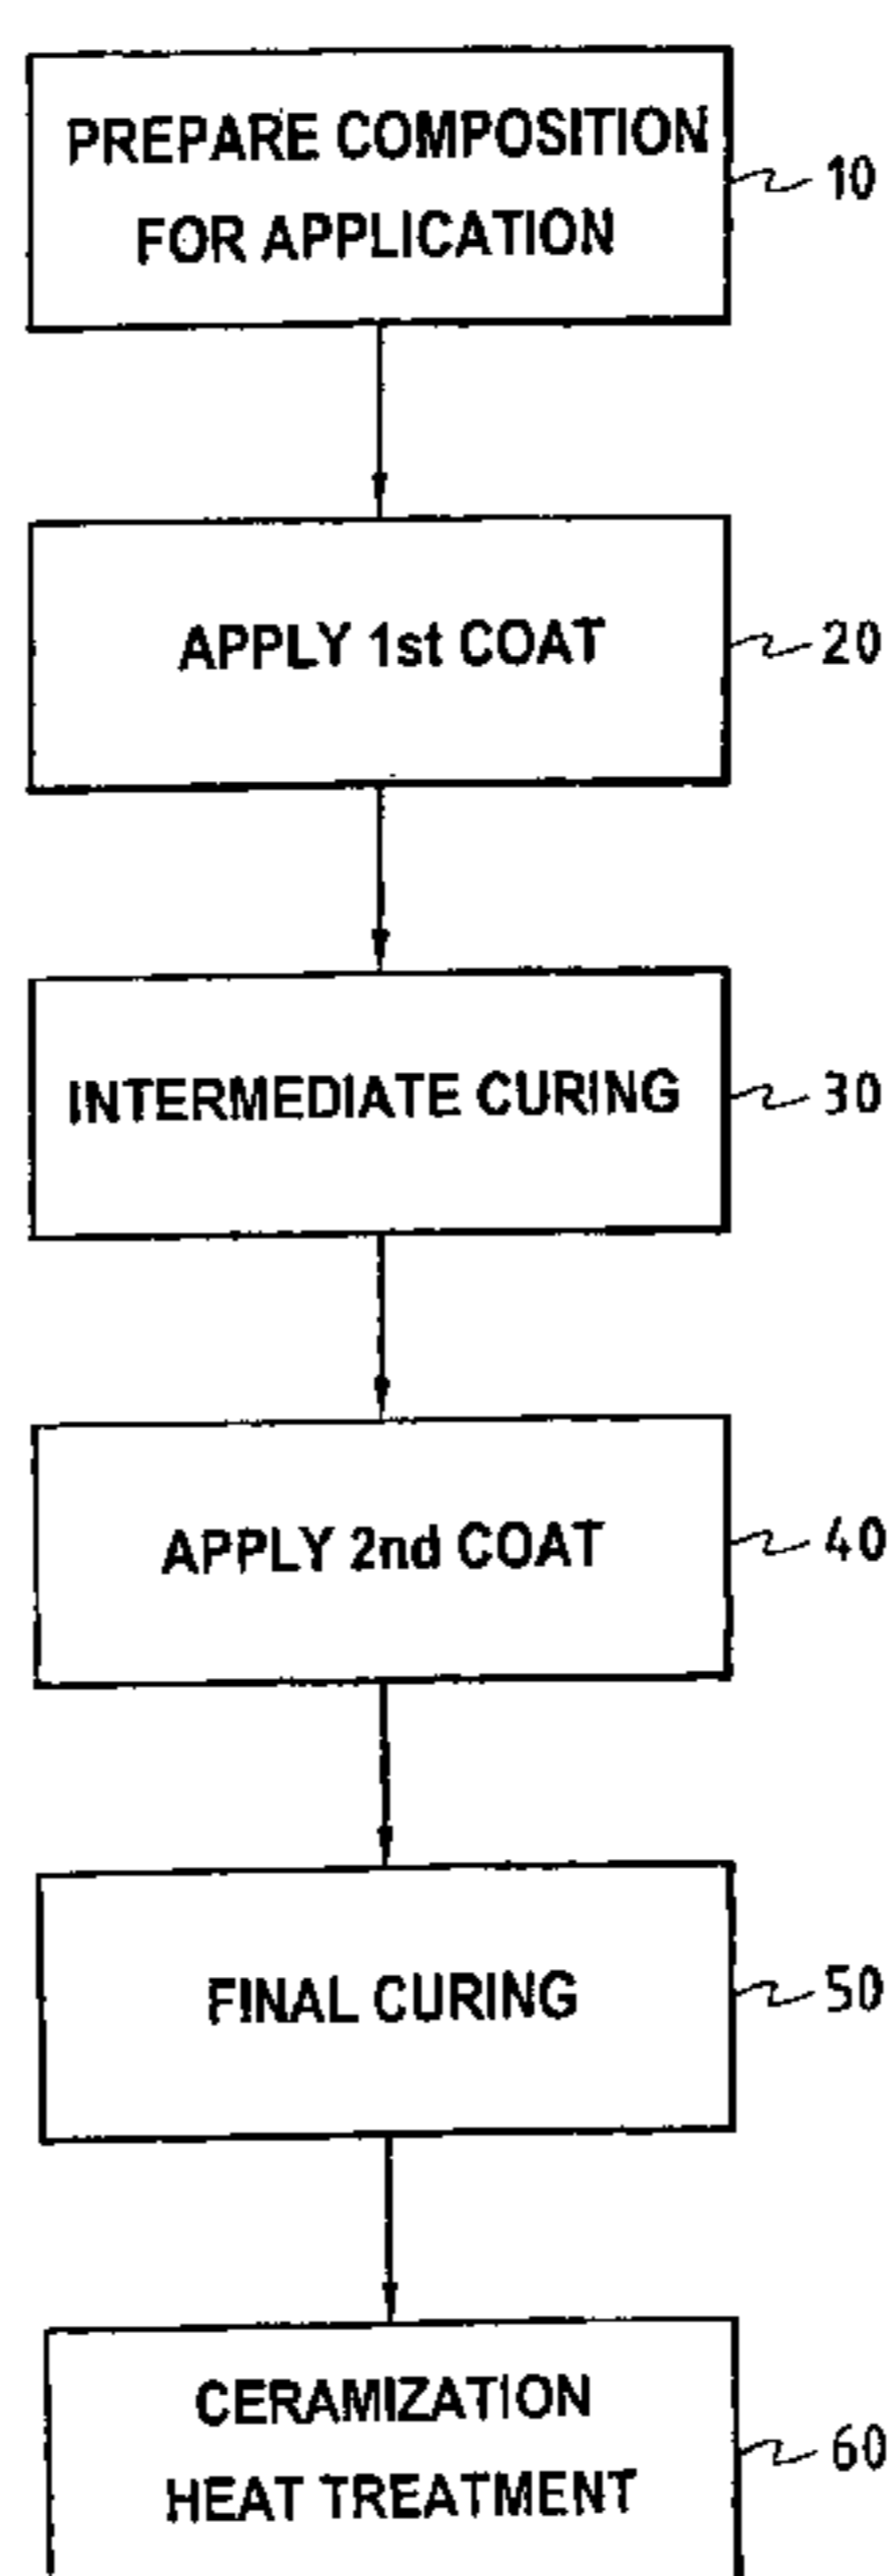 PREPARE COMPOSITION
FOR APPLICATION
10
APPLY 1st COAT
20
INTERMEDIATE CURING
30
APPLY 2nd COAT
40
FINAL CURING
50
CERAMIZATION
HEAT TREATMENT
60